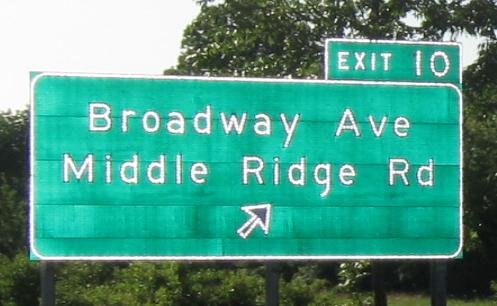 EXIT 10
Broadway Ave
Middle Ridge Rd